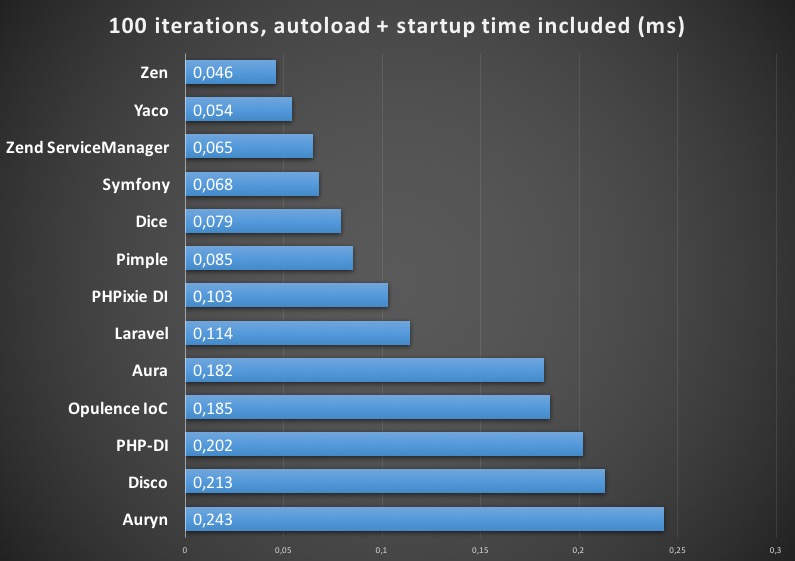 100 iterations, autoload + startup time included (ms)
Zen 0,046
Yaco 0,054
Zend ServiceManager 0,065
Symfony 0,068
Dice 0,079
Pimple 0,085
PHPixie DI 0,103
Laravel 0,114
Aura 0,182
Opulence IoC 0,185
PHP-DI 0,202
Disco 0,213
Auryn 0,243
0 0,05 0,1 0,15 0,2 0,25 0,3